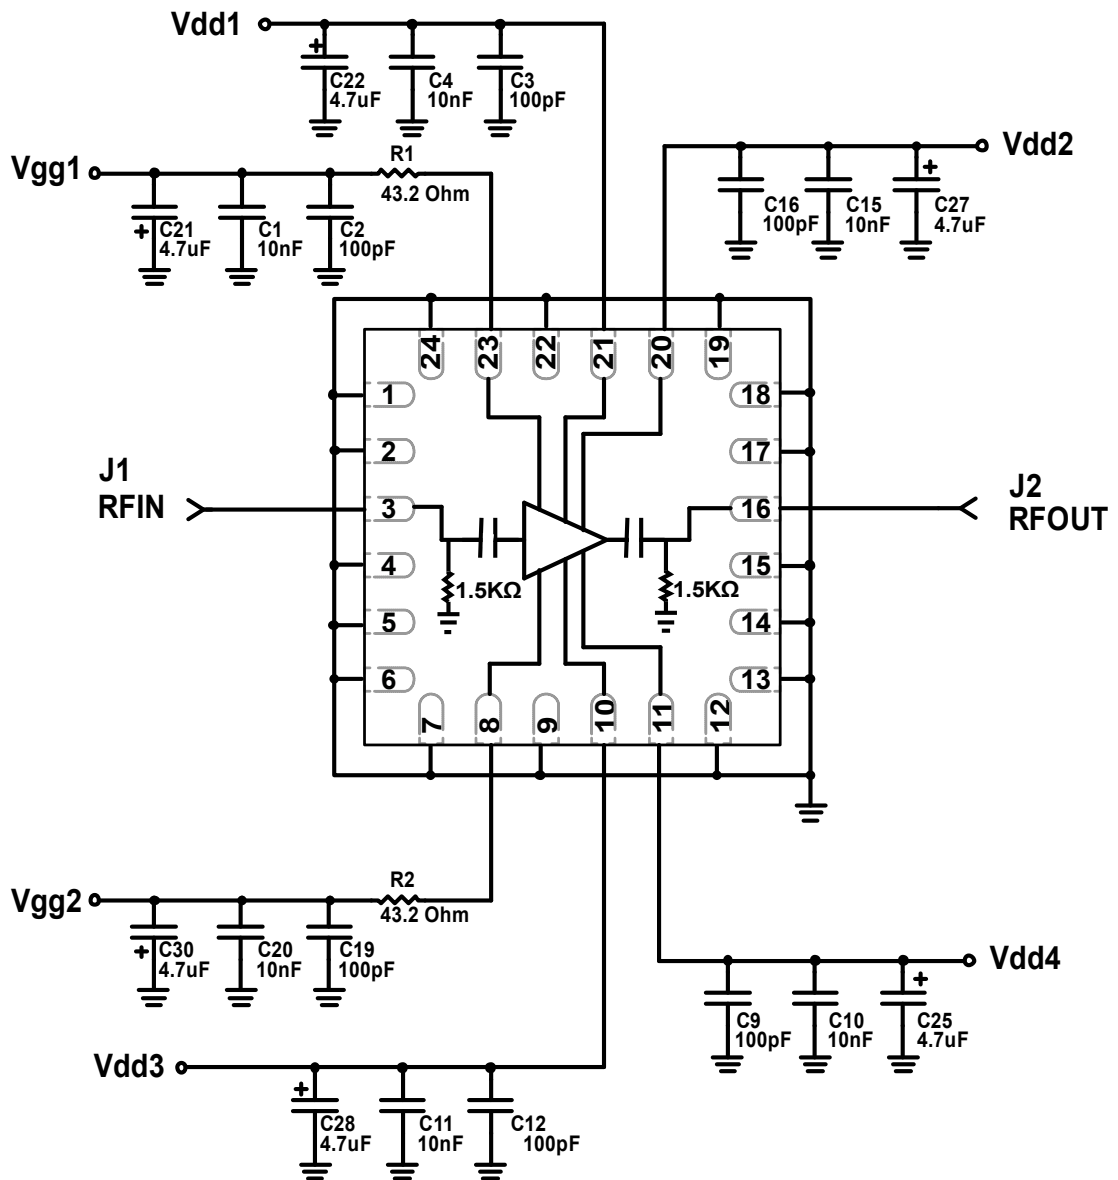 Vdd1
+
C22
4.7uF
C4
10nF
C3
100pF
Vgg1
R1
43.2 Ohm
+
C21
4.7uF
C1
10nF
C2
100pF
Vdd2
C16
100pF
C15
10nF
+
C27
4.7uF
24
23
22
21
20
19
1
2
3
4
5
6
18
17
16
15
14
13
J1
RFIN
J2
RFOUT
1.5KΩ
1.5KΩ
7
8
9
10
11
12
Vgg2
R2
43.2 Ohm
+
C30
4.7uF
C20
10nF
C19
100pF
Vdd4
C9
100pF
C10
10nF
+
C25
4.7uF
Vdd3
+
C28
4.7uF
C11
10nF
C12
100pF